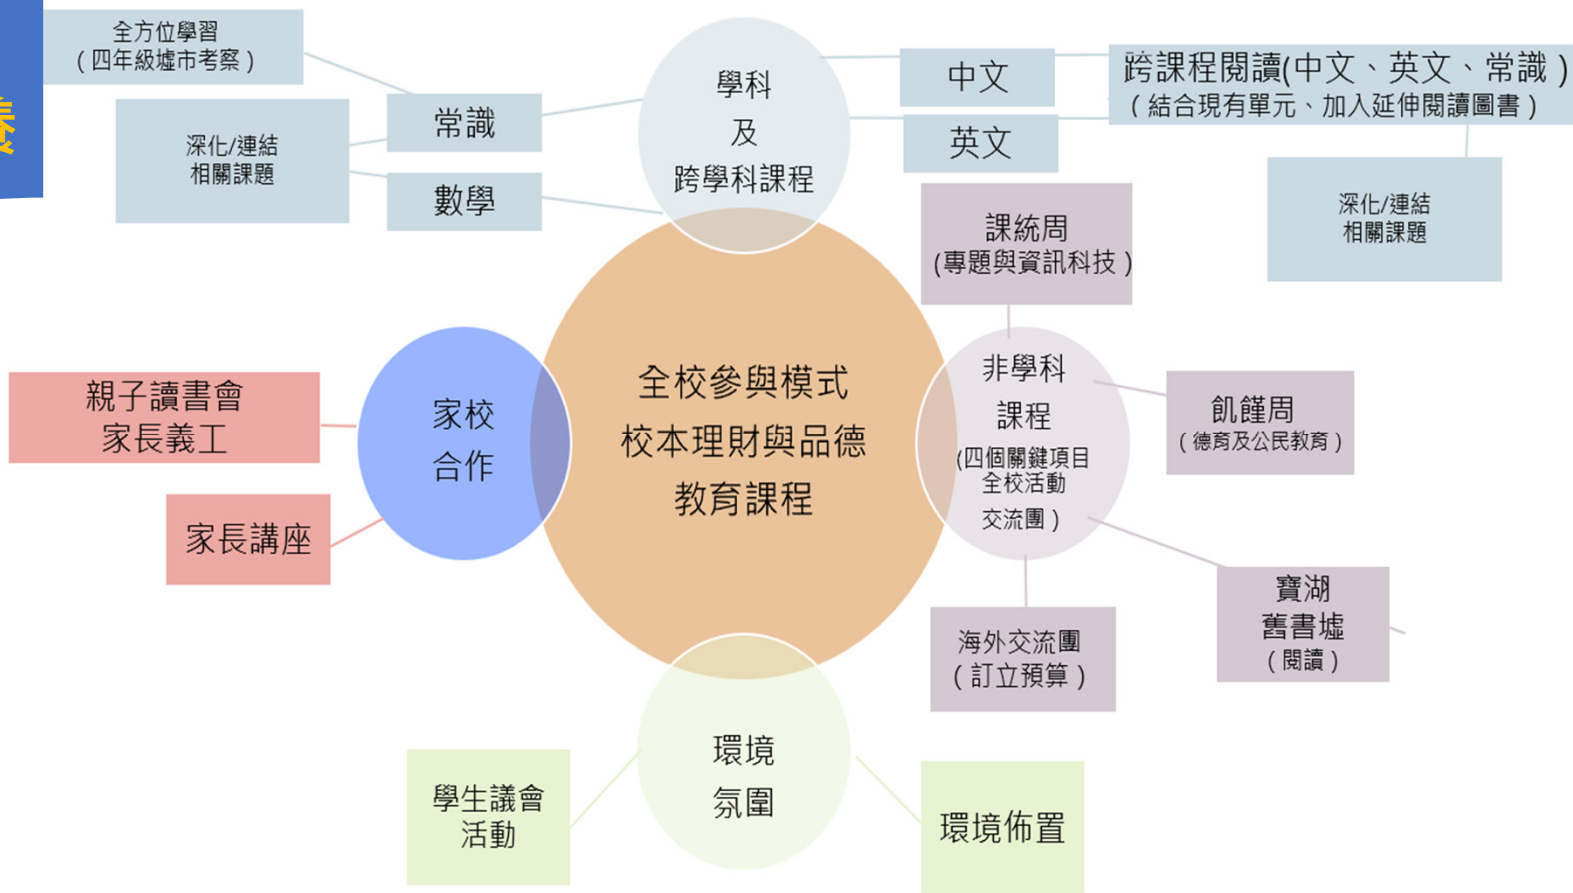 養
全方位學習
（四年級墟市考察）
深化/連結
相關課題
常識
數學
學科
及
跨學科課程
中文
英文
跨課程閱讀(中文、英文、常識）
（結合現有單元、加入延伸閱讀圖書）
深化/連結
相關課題
課統周
(專題與資訊科技）
非學科
課程
(四個關鍵項目
全校活動
交流團）
飢饉周
（德育及公民教育）
寶湖
舊書墟
（閱讀）
海外交流團
（訂立預算）
全校參與模式
校本理財與品德
教育課程
家校
合作
親子讀書會
家長義工
家長講座
環境
氛圍
學生議會
活動
環境佈置